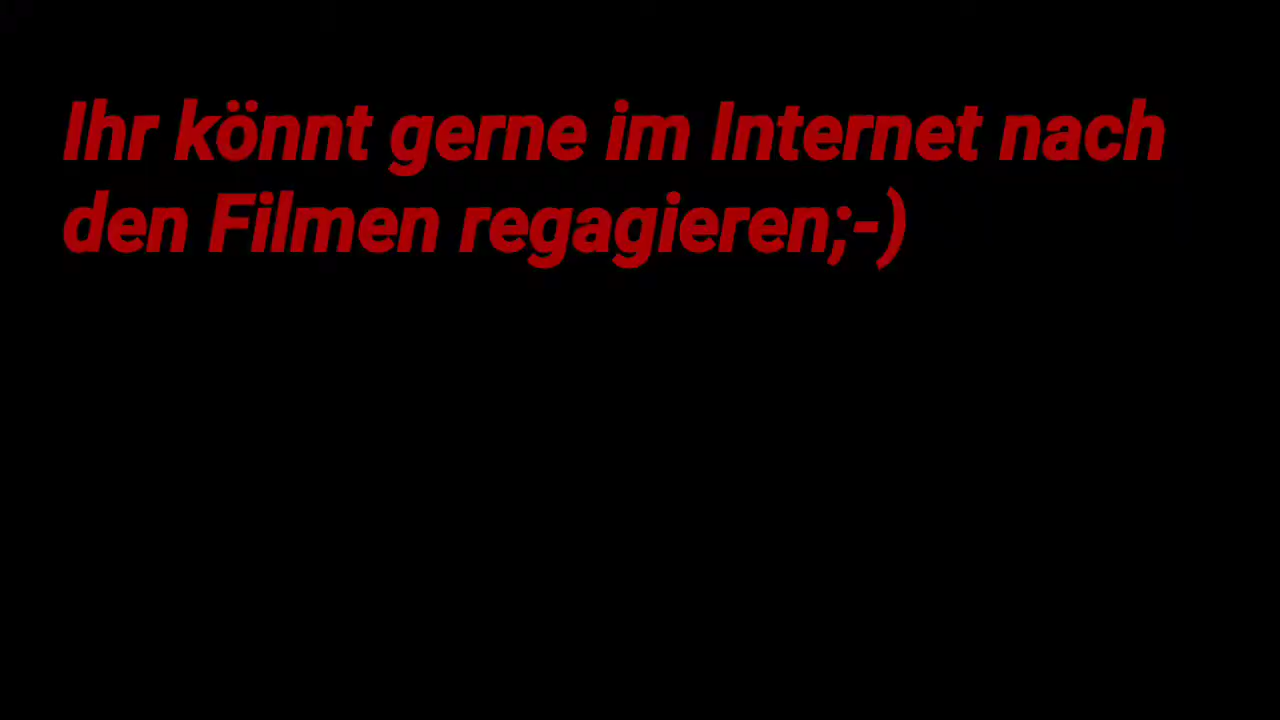 Ihr könnt gerne im Internet nach
den Filmen regagieren;-)